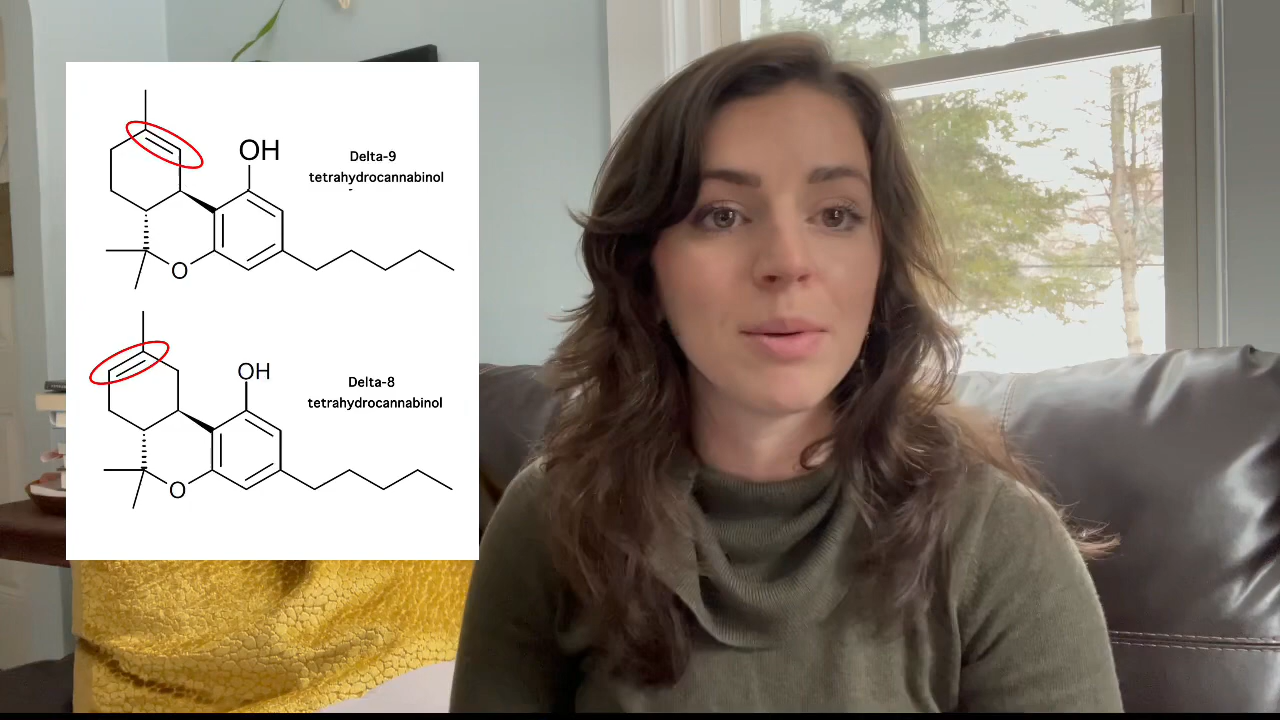 OH
Delta-9
tetrahydrocannabinol
O
OH
Delta-8
tetrahydrocannabinol
O